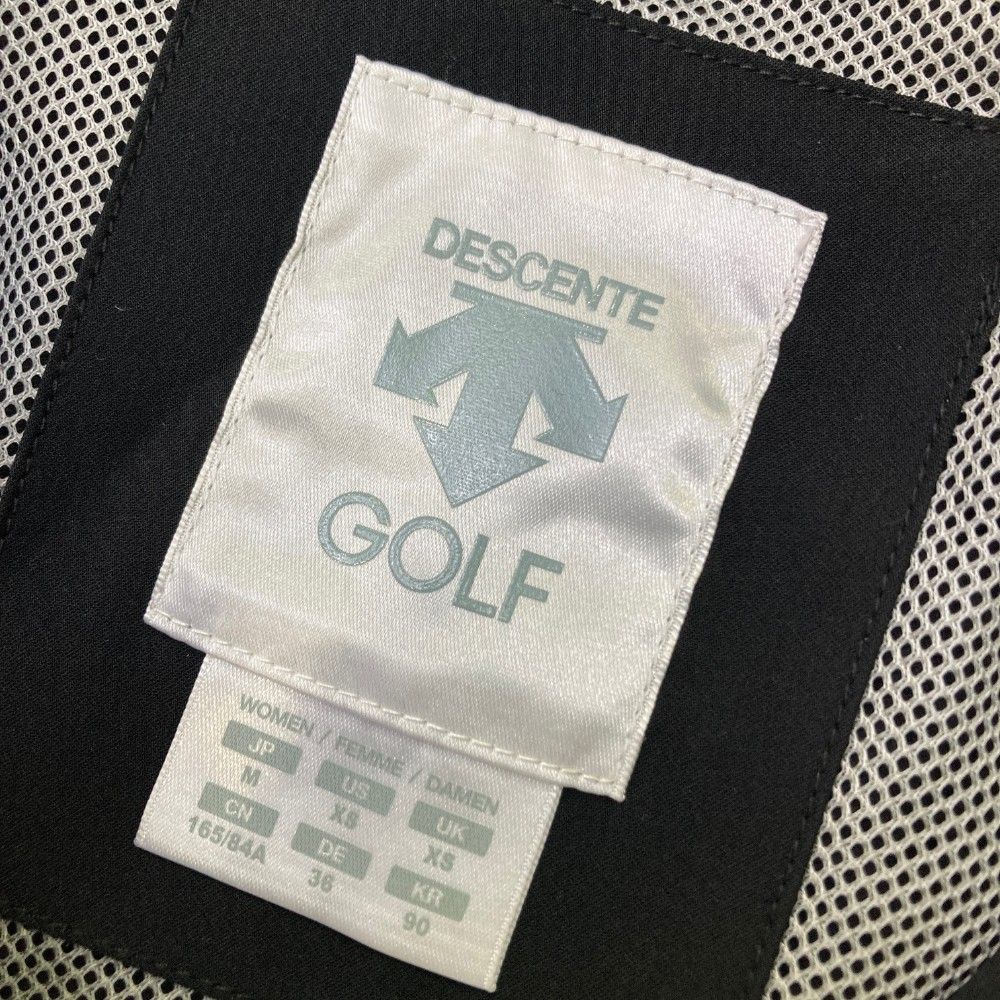 DESCENTE
GOLF
WOMEN / FEMME / DAMEN
JP US UK
M XS XS
CN DE KR
165/84A 36 90